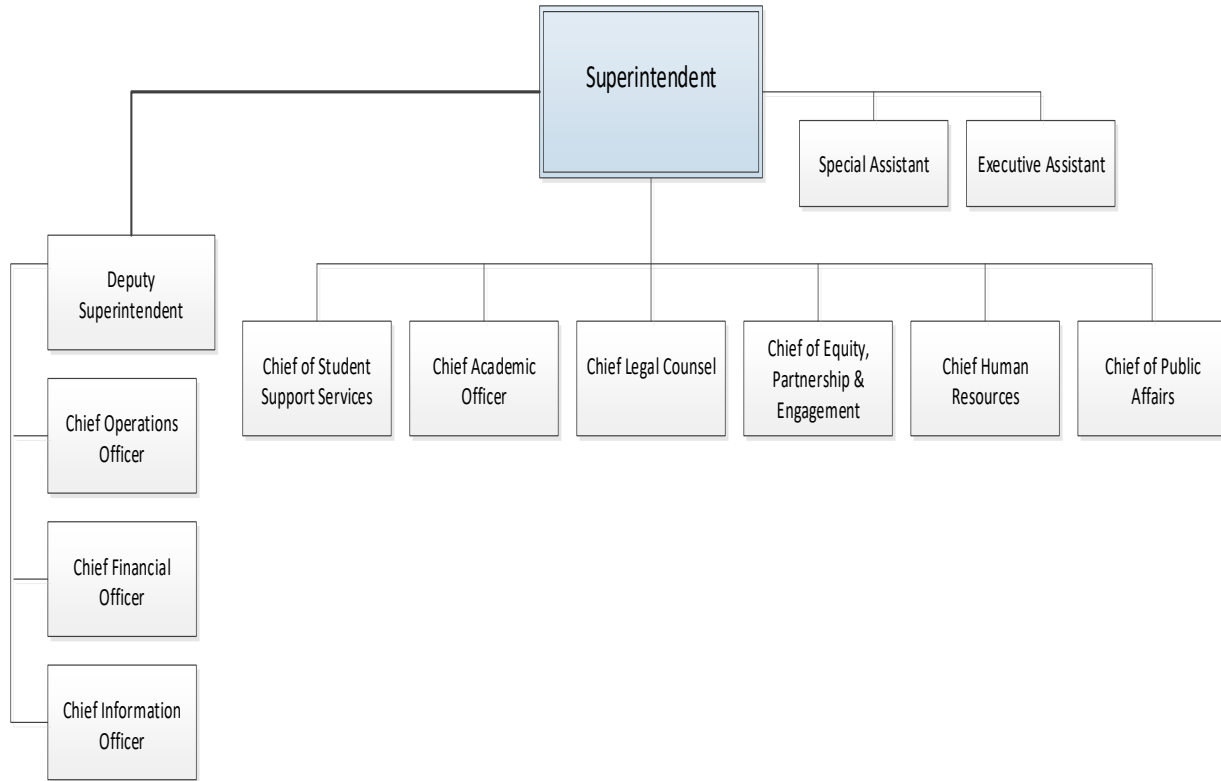 Superintendent
Special Assistant
Executive Assistant
Deputy
Superintendent
Chief of Student
Support Services
Chief Academic
Officer
Chief Legal Counsel
Chief of Equity,
Partnership &
Engagement
Chief Human
Resources
Chief of Public
Affairs
Chief Operations
Officer
Chief Financial
Officer
Chief Information
Officer